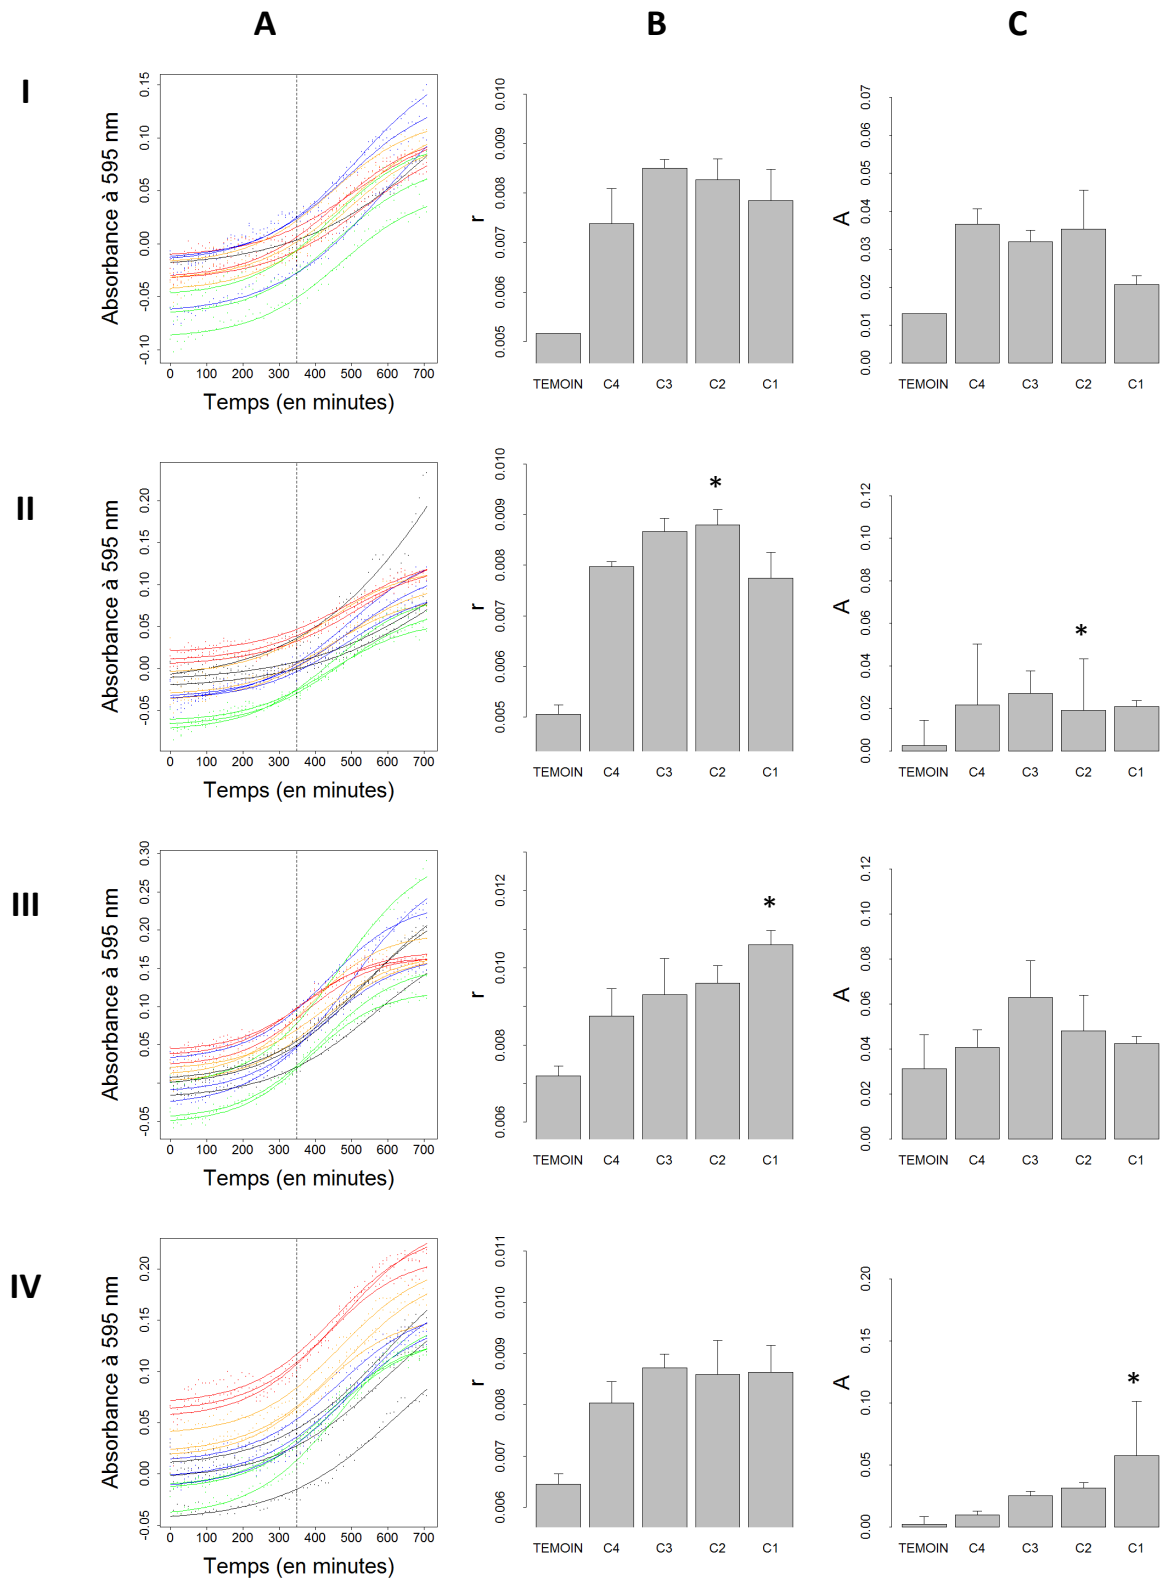 A B C
I
Absorbance à 595 nm
-0.10 -0.05 0.00 0.05 0.10 0.15
0 100 200 300 400 500 600 700
Temps (en minutes)
r
0.005 0.006 0.007 0.008 0.009 0.010
TEMOIN C4 C3 C2 C1
A
0.00 0.01 0.02 0.03 0.04 0.05 0.06 0.07
TEMOIN C4 C3 C2 C1
II
Absorbance à 595 nm
-0.05 0.00 0.05 0.10 0.15 0.20
0 100 200 300 400 500 600 700
Temps (en minutes)
r
0.005 0.006 0.007 0.008 0.009 0.010
*
TEMOIN C4 C3 C2 C1
A
0.00 0.02 0.04 0.06 0.08 0.10 0.12
*
TEMOIN C4 C3 C2 C1
III
Absorbance à 595 nm
-0.05 0.05 0.10 0.15 0.20 0.25 0.30
0 100 200 300 400 500 600 700
Temps (en minutes)
r
0.006 0.008 0.010 0.012
*
TEMOIN C4 C3 C2 C1
A
0.00 0.02 0.04 0.06 0.08 0.10 0.12
TEMOIN C4 C3 C2 C1
IV
Absorbance à 595 nm
-0.05 0.00 0.05 0.10 0.15 0.20
0 100 200 300 400 500 600 700
Temps (en minutes)
r
0.006 0.007 0.008 0.009 0.010 0.011
TEMOIN C4 C3 C2 C1
A
0.00 0.05 0.10 0.15 0.20
*
TEMOIN C4 C3 C2 C1